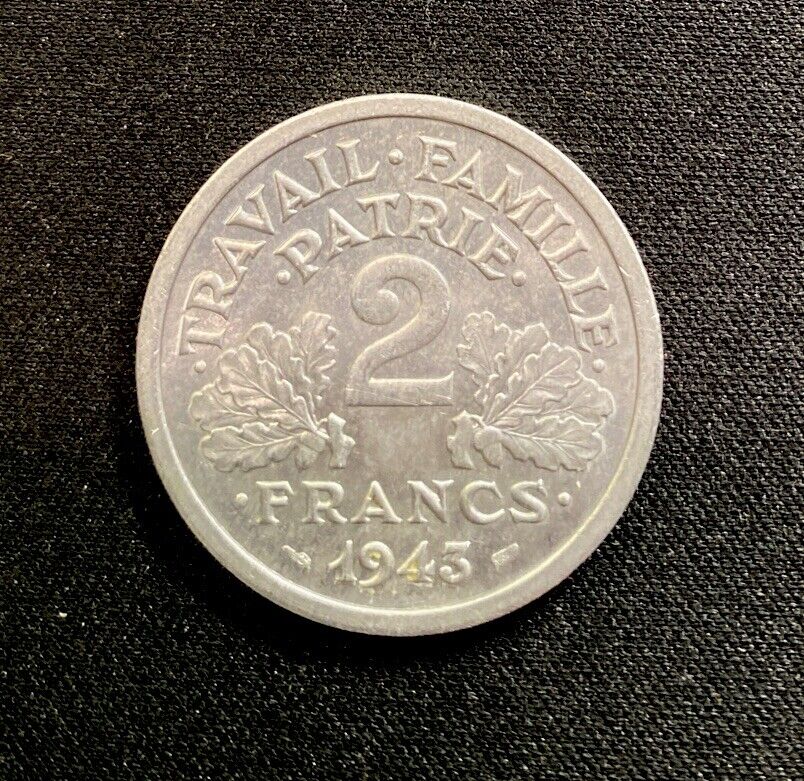 ·TRAVAIL·FAMILLE·
·PATRIE·
2
·FRANCS·
1943